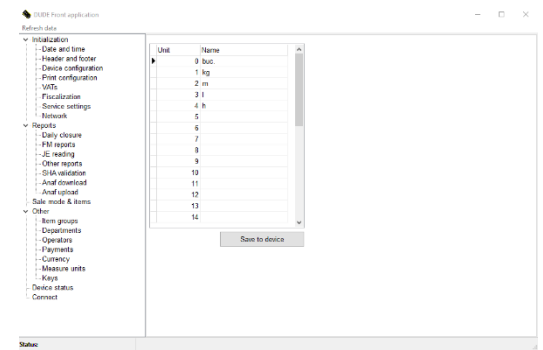 DUDE Front application
Refresh data
Initialization
Date and time
Header and footer
Device configuration
Print configuration
VATs
Fiscalization
Service settings
Network
Reports
Daily closure
FM reports
JE reading
Other reports
SHA validation
Anaf download
Anaf upload
Sale mode & items
Other
Item groups
Departments
Operators
Payments
Currency
Measure units
Keys
Device status
Connect
Unit Name
0 buc.
1 kg
2 m
3 l
4 h
5
6
7
8
9
10
11
12
13
14
Save to device
Status: